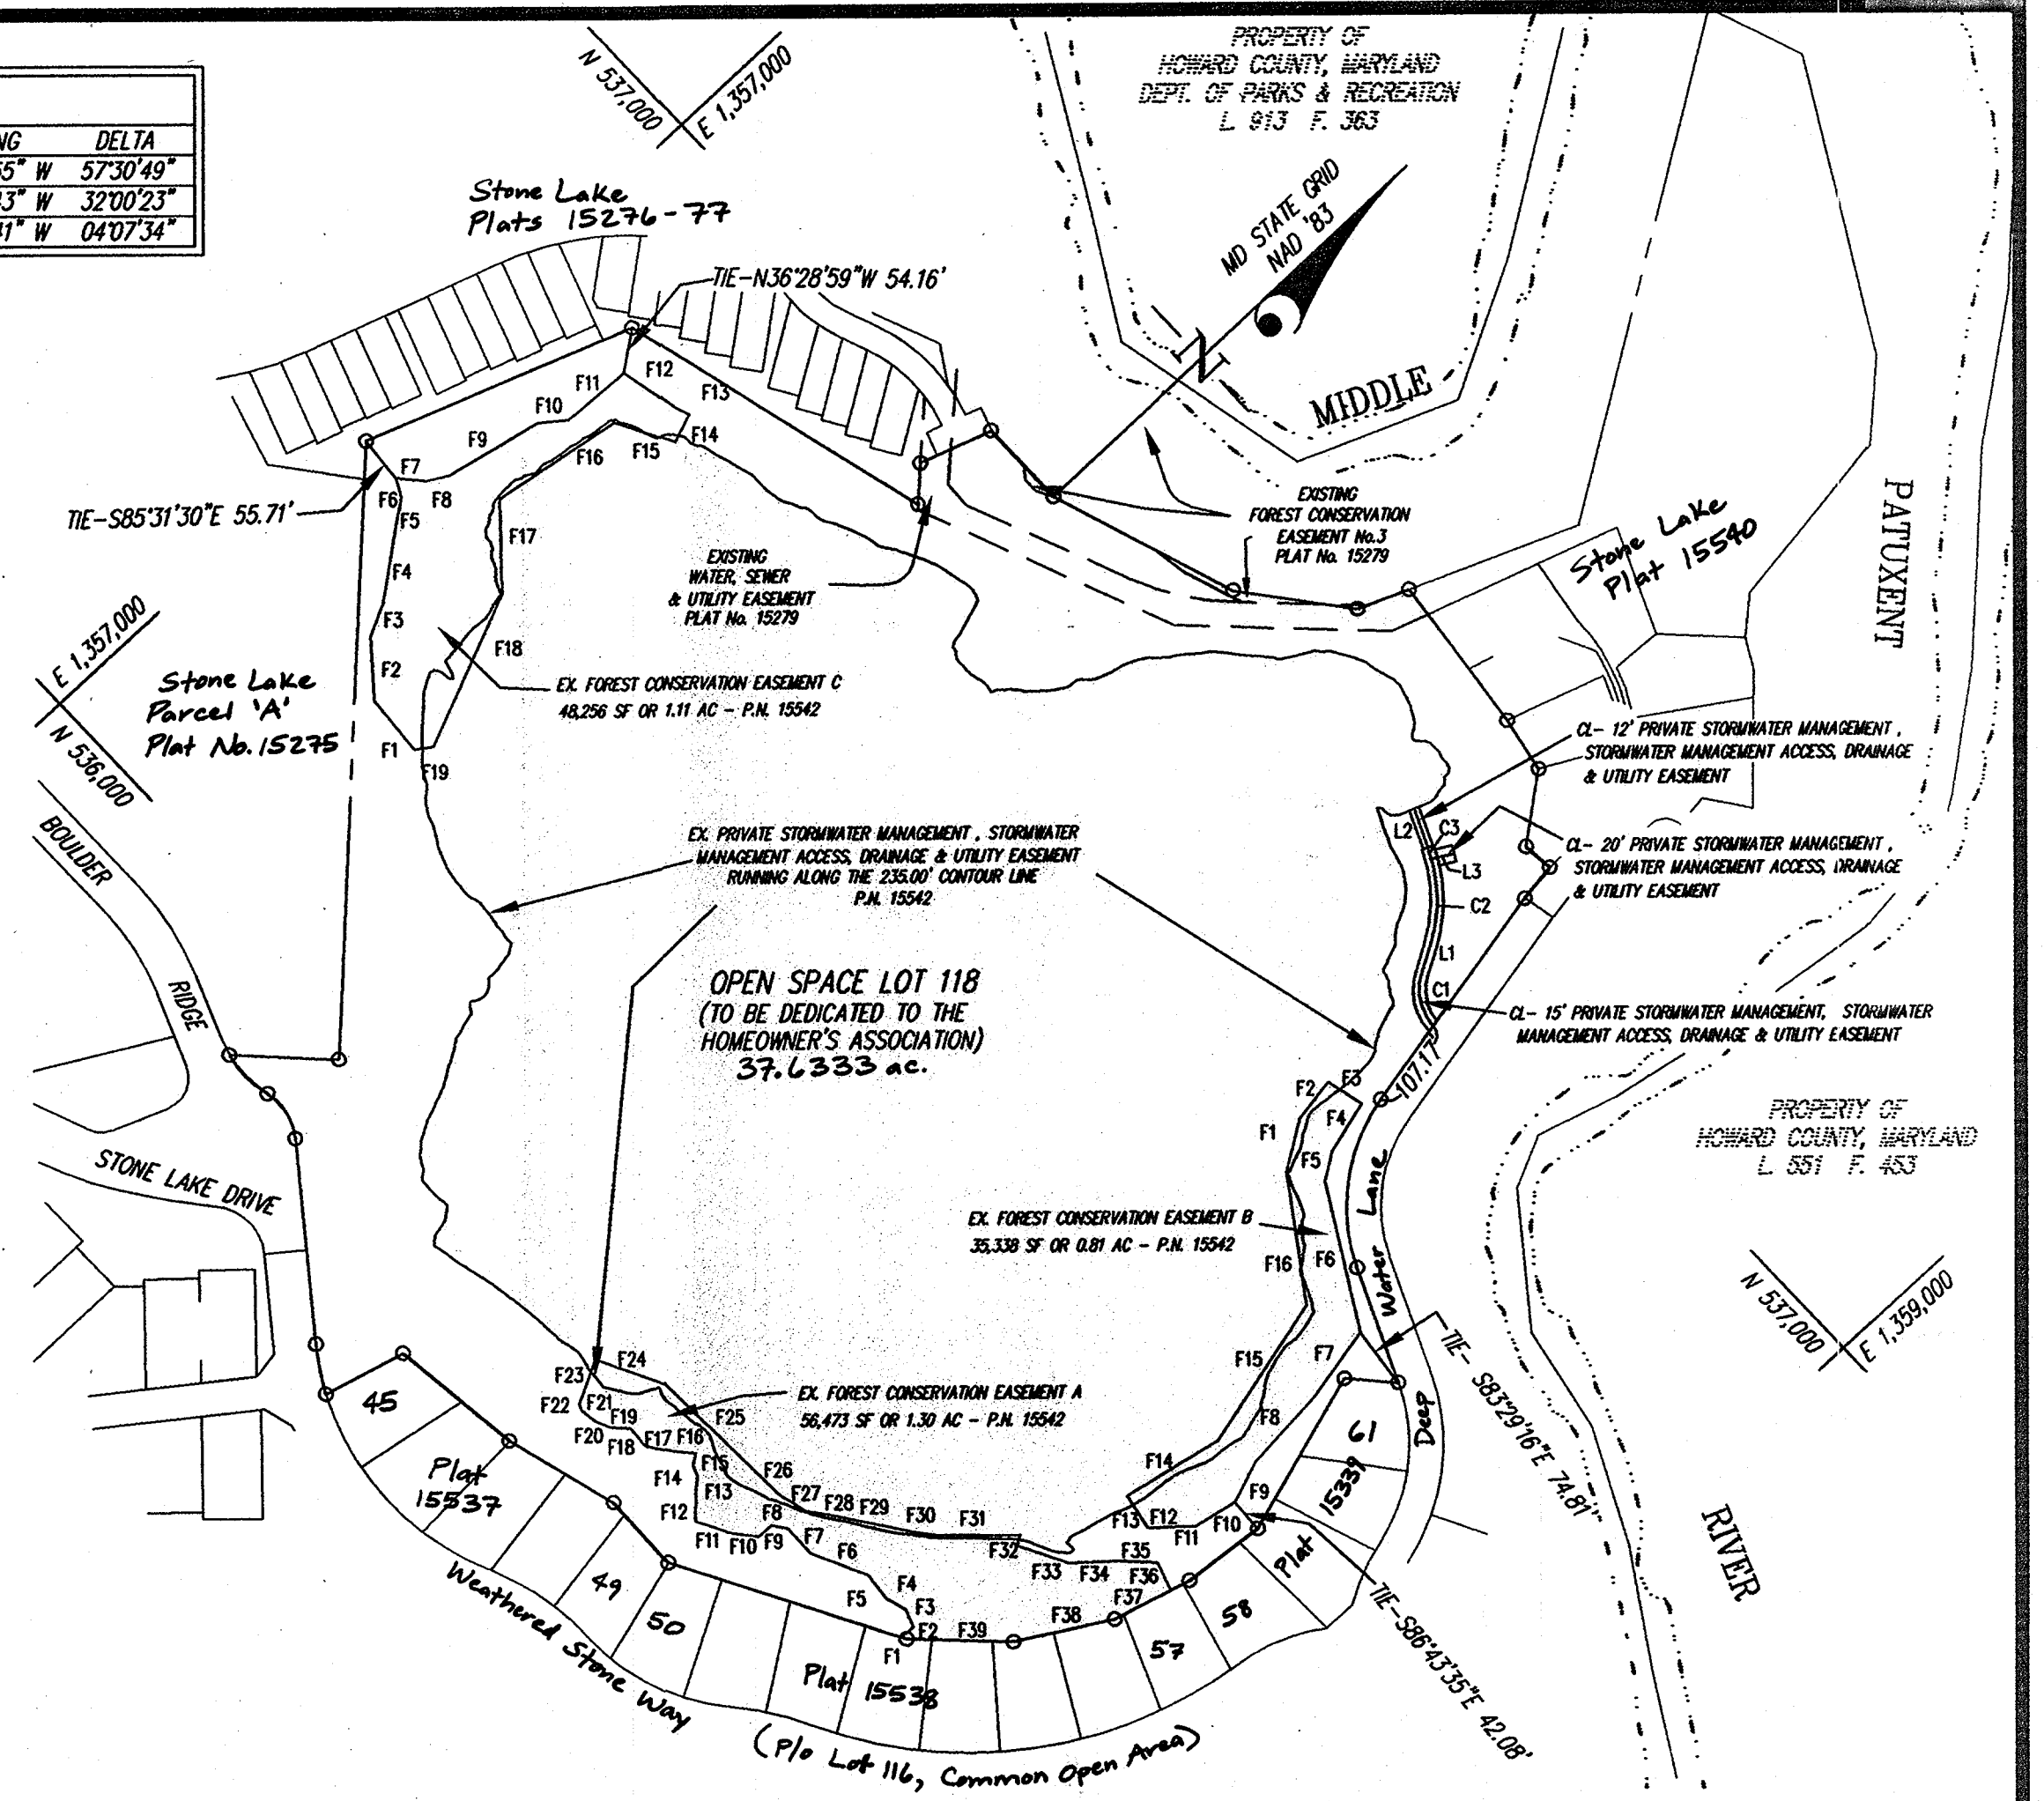 NG DELTA
55" W 57°30'49"
43" W 32°00'23"
41" W 04°07'34"
N 537,000
E 1,357,000
PROPERTY OF
HOWARD COUNTY, MARYLAND
DEPT. OF PARKS & RECREATION
L. 913 F. 363
Stone Lake
Plats 15276-77
MD STATE GRID
NAD '83
N
TIE-N36°28'59"W 54.16'
MIDDLE
PATUXENT
RIVER
F12
F13
F11
F10
F9
F14
F15
F16
F7
F6
F8
F5
TIE-S85°31'30"E 55.71'
F17
F4
F3
F18
F2
F1
F19
EXISTING
FOREST CONSERVATION
EASEMENT No.3
PLAT No. 15279
Stone Lake
Plat 15540
EXISTING
WATER, SEWER
& UTILITY EASEMENT
PLAT No. 15279
E 1,357,000
N 536,000
Stone Lake
Parcel 'A'
Plat No. 15275
EX. FOREST CONSERVATION EASEMENT C
48,256 SF OR 1.11 AC - P.N. 15542
CL- 12' PRIVATE STORMWATER MANAGEMENT,
STORMWATER MANAGEMENT ACCESS, DRAINAGE
& UTILITY EASEMENT
L2
C3
L3
C2
L1
C1
CL- 20' PRIVATE STORMWATER MANAGEMENT,
STORMWATER MANAGEMENT ACCESS, DRAINAGE
& UTILITY EASEMENT
EX. PRIVATE STORMWATER MANAGEMENT, STORMWATER
MANAGEMENT ACCESS, DRAINAGE & UTILITY EASEMENT
RUNNING ALONG THE 235.00' CONTOUR LINE
P.N. 15542
BOULDER
RIDGE
OPEN SPACE LOT 118
(TO BE DEDICATED TO THE
HOMEOWNER'S ASSOCIATION)
37.6333 ac.
CL- 15' PRIVATE STORMWATER MANAGEMENT, STORMWATER
MANAGEMENT ACCESS, DRAINAGE & UTILITY EASEMENT
107.17'
PROPERTY OF
HOWARD COUNTY, MARYLAND
L. 551 F. 453
STONE LAKE DRIVE
F2
F3
F4
F1
F5
EX. FOREST CONSERVATION EASEMENT B
35,338 SF OR 0.81 AC - P.N. 15542
F16
F6
Deep Water Lane
N 537,000
E 1,359,000
TIE- S83°29'16"E 74.81'
F7
F15
F8
F14
F9
F13
F12
F11
F10
TIE-S86°43'35"E 42.08'
F24
F23
F22
F21
F19
F20
F18
F17
F16
F25
EX. FOREST CONSERVATION EASEMENT A
56,473 SF OR 1.30 AC - P.N. 15542
F15
F14
F13
F26
F27
F12
F8
F28
F29
F30
F31
F11
F10
F9
F7
F6
F32
F33
F34
F35
F36
F5
F4
F3
F2
F1
F39
F38
F37
45
Plat
15537
49
50
Plat 15538
57
58
Plat 15339
61
Weathered Stone Way
(P/o Lot 116, Common Open Area)